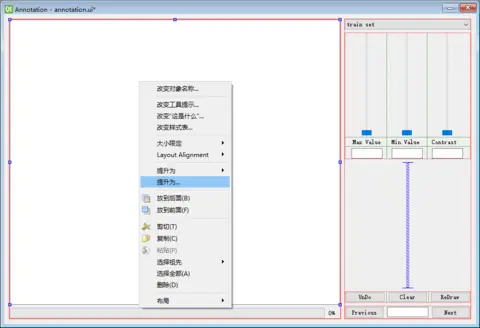 Annotation - annotation.ui*
train set
改变对象名称...
改变工具提示...
改变"这是什么"...
改变样式表...
大小限定
Layout Alignment
提升为
提升为...
放到后面(B)
放到前面(F)
剪切(T)
复制(C)
粘贴(P)
选择祖先
选择全部(A)
删除(D)
布局
Max Value Min Value Contrast
0%
UnDo Clear ReDraw
Previous Next